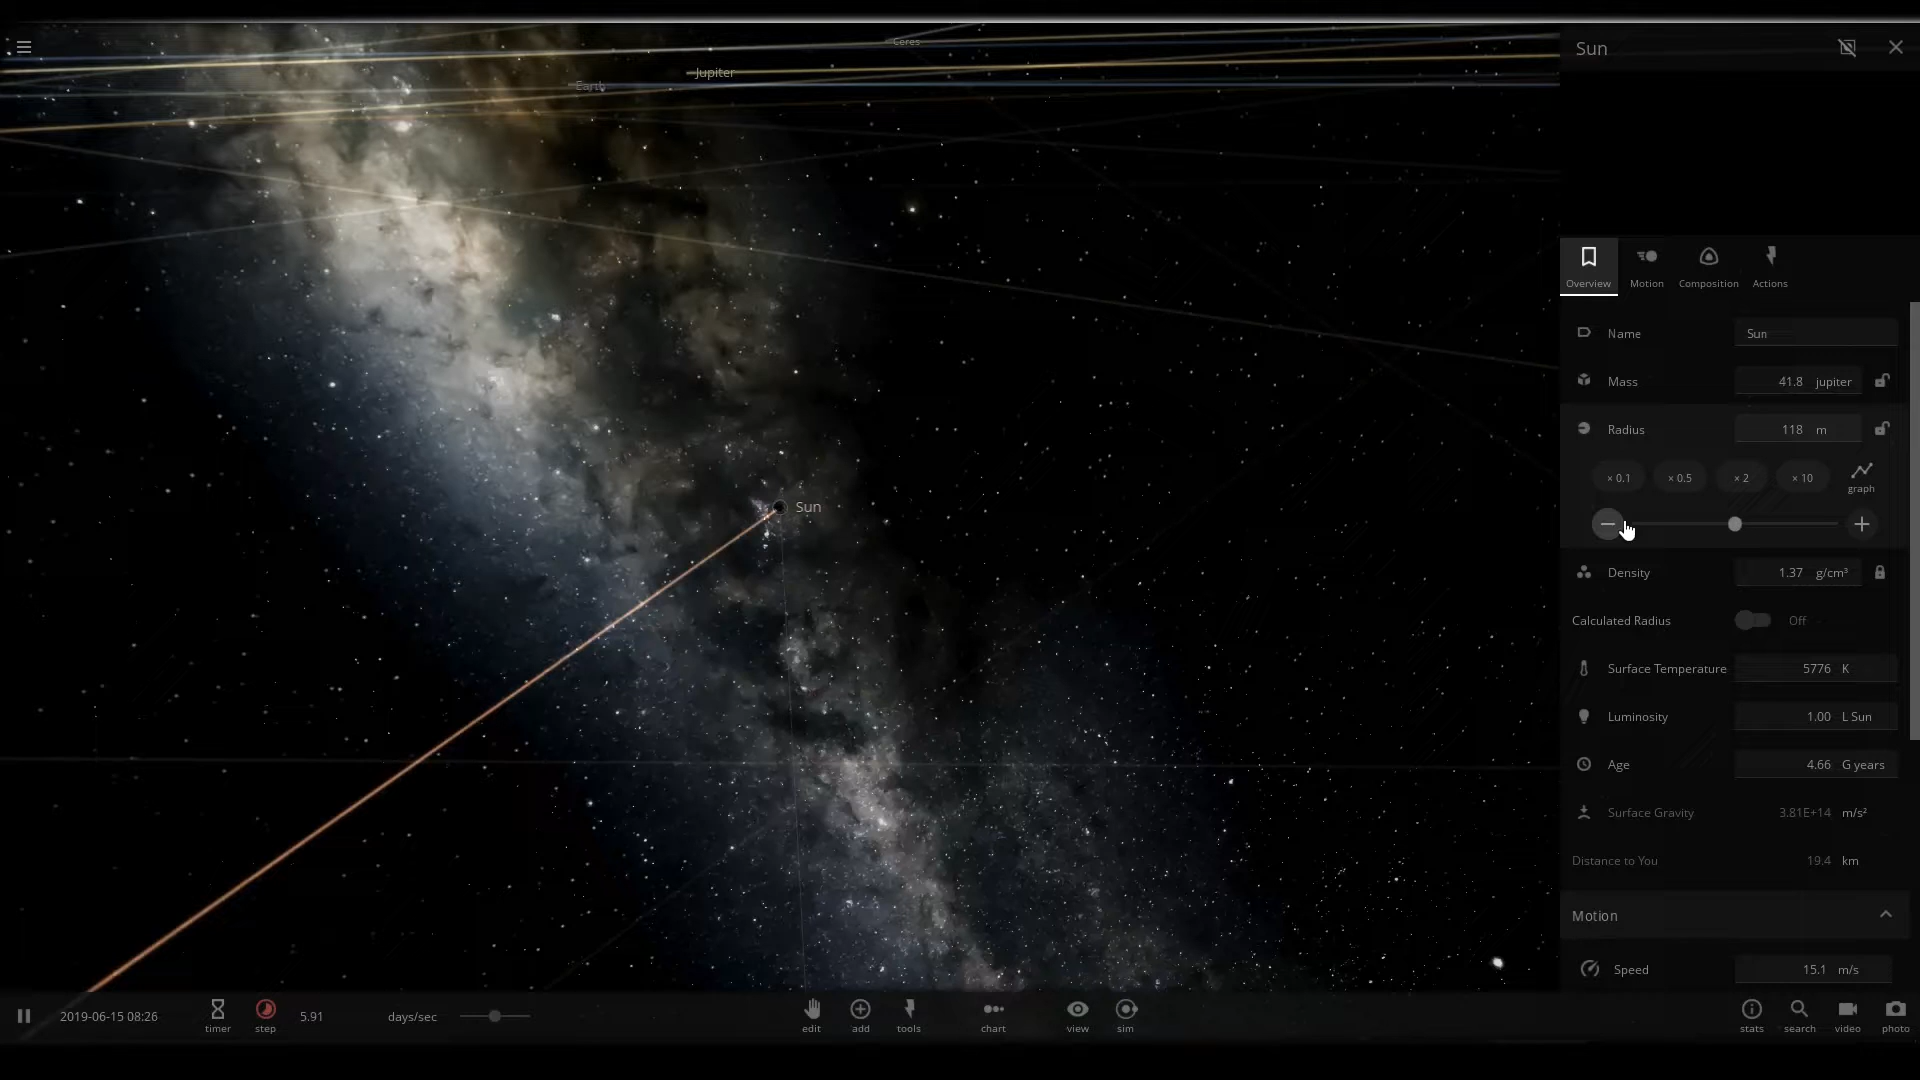 Ceres
Jupiter
Earth
Sun
Sun
Overview
Motion
Composition
Actions
Name Sun
Mass 41.8 jupiter
Radius 118 m
× 0.1 × 0.5 × 2 × 10
graph
Density 1.37 g/cm³
Calculated Radius Off
Surface Temperature 5776 K
Luminosity 1.00 L Sun
Age 4.66 G years
Surface Gravity 3.81E+14 m/s²
Distance to You 19.4 km
Motion
Speed 15.1 m/s
2019-06-15 08:26
timer
step
5.91 days/sec
edit
add
tools
chart
view
sim
stats
search
video
photo